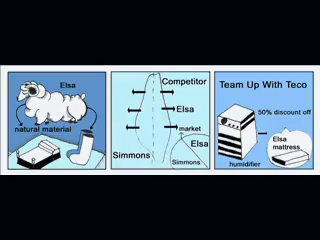 Elsa
natural material
Competitor
Elsa
market
Simmons
Elsa
Simmons
Team Up With Teco
50% discount off
Elsa
mattress
humidifier